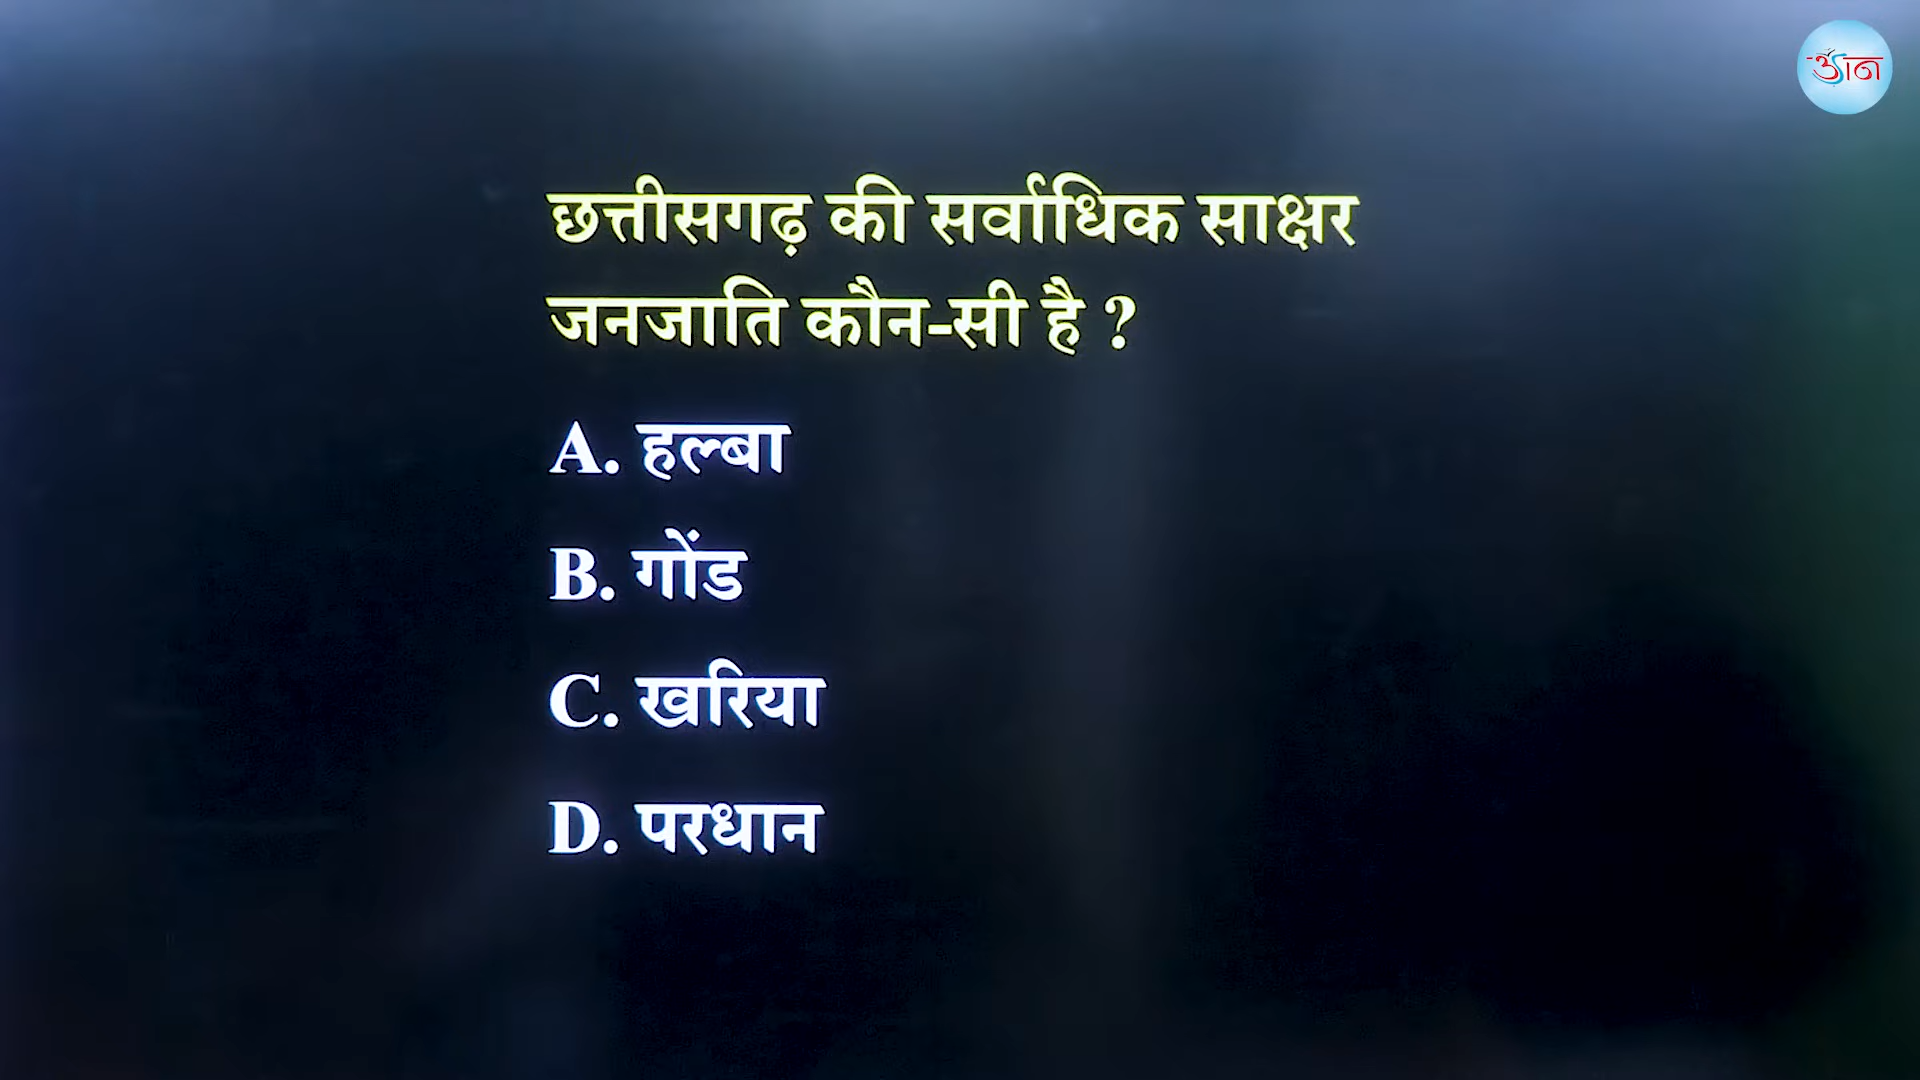 ज्ञान
छत्तीसगढ़ की सर्वाधिक साक्षर
जनजाति कौन-सी है ?
A. हल्बा
B. गोंड
C. खरिया
D. परधान